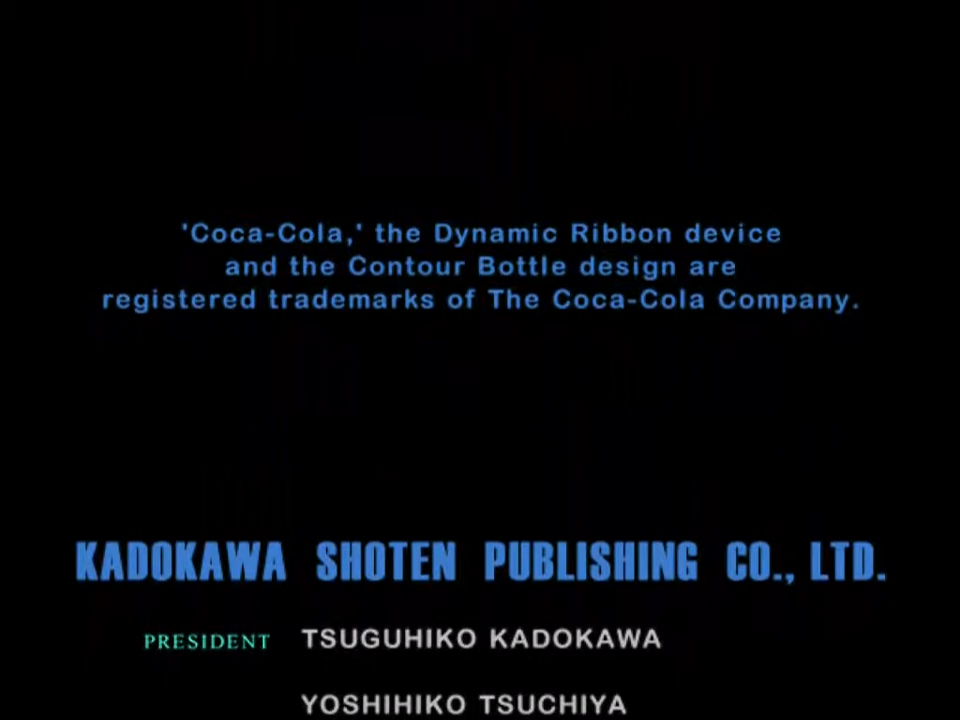 'Coca-Cola,' the Dynamic Ribbon device
and the Contour Bottle design are
registered trademarks of The Coca-Cola Company.
KADOKAWA SHOTEN PUBLISHING CO., LTD.
PRESIDENT TSUGUHIKO KADOKAWA
YOSHIHIKO TSUCHIYA